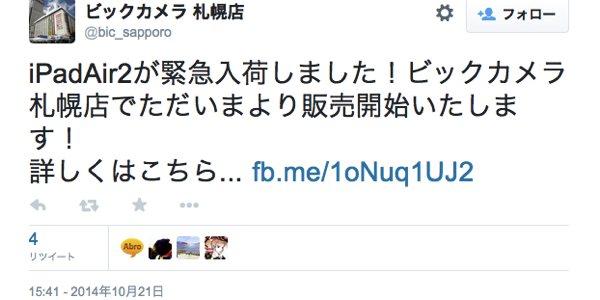 ビックカメラ 札幌店
@bic_sapporo
フォロー
iPadAir2が緊急入荷しました！ビックカメラ
札幌店でただいまより販売開始いたしま
す！
詳しくはこちら... fb.me/1oNuq1UJ2
4
リツイート
Abro
15:41 - 2014年10月21日